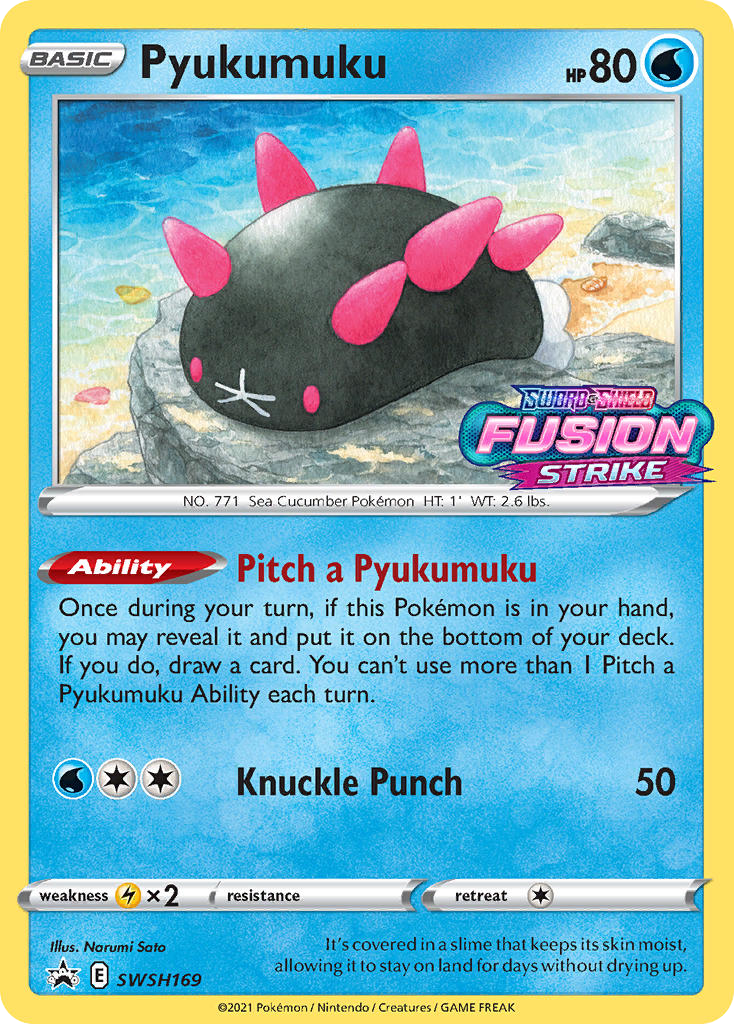 BASIC Pyukumuku HP 80
SWORD & SHIELD
FUSION
STRIKE
NO. 771 Sea Cucumber Pokémon HT: 1' WT: 2.6 lbs.
Ability Pitch a Pyukumuku
Once during your turn, if this Pokémon is in your hand,
you may reveal it and put it on the bottom of your deck.
If you do, draw a card. You can't use more than 1 Pitch a
Pyukumuku Ability each turn.
Knuckle Punch 50
weakness ×2 resistance retreat
Illus. Narumi Sato
It's covered in a slime that keeps its skin moist,
allowing it to stay on land for days without drying up.
E SWSH169
©2021 Pokémon / Nintendo / Creatures / GAME FREAK